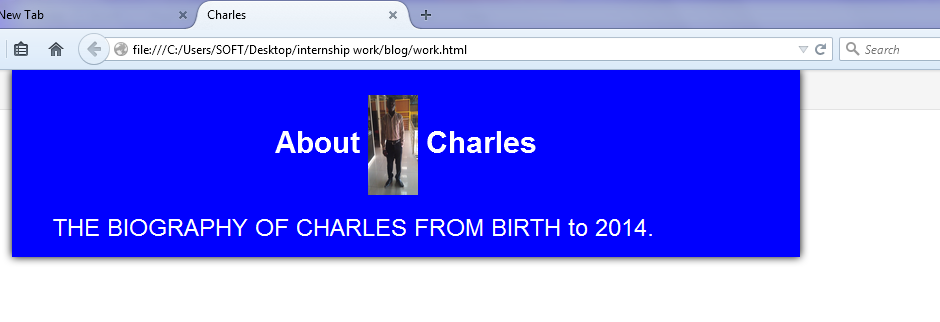 New Tab
Charles
file:///C:/Users/SOFT/Desktop/internship work/blog/work.html
Search
About Charles
THE BIOGRAPHY OF CHARLES FROM BIRTH to 2014.